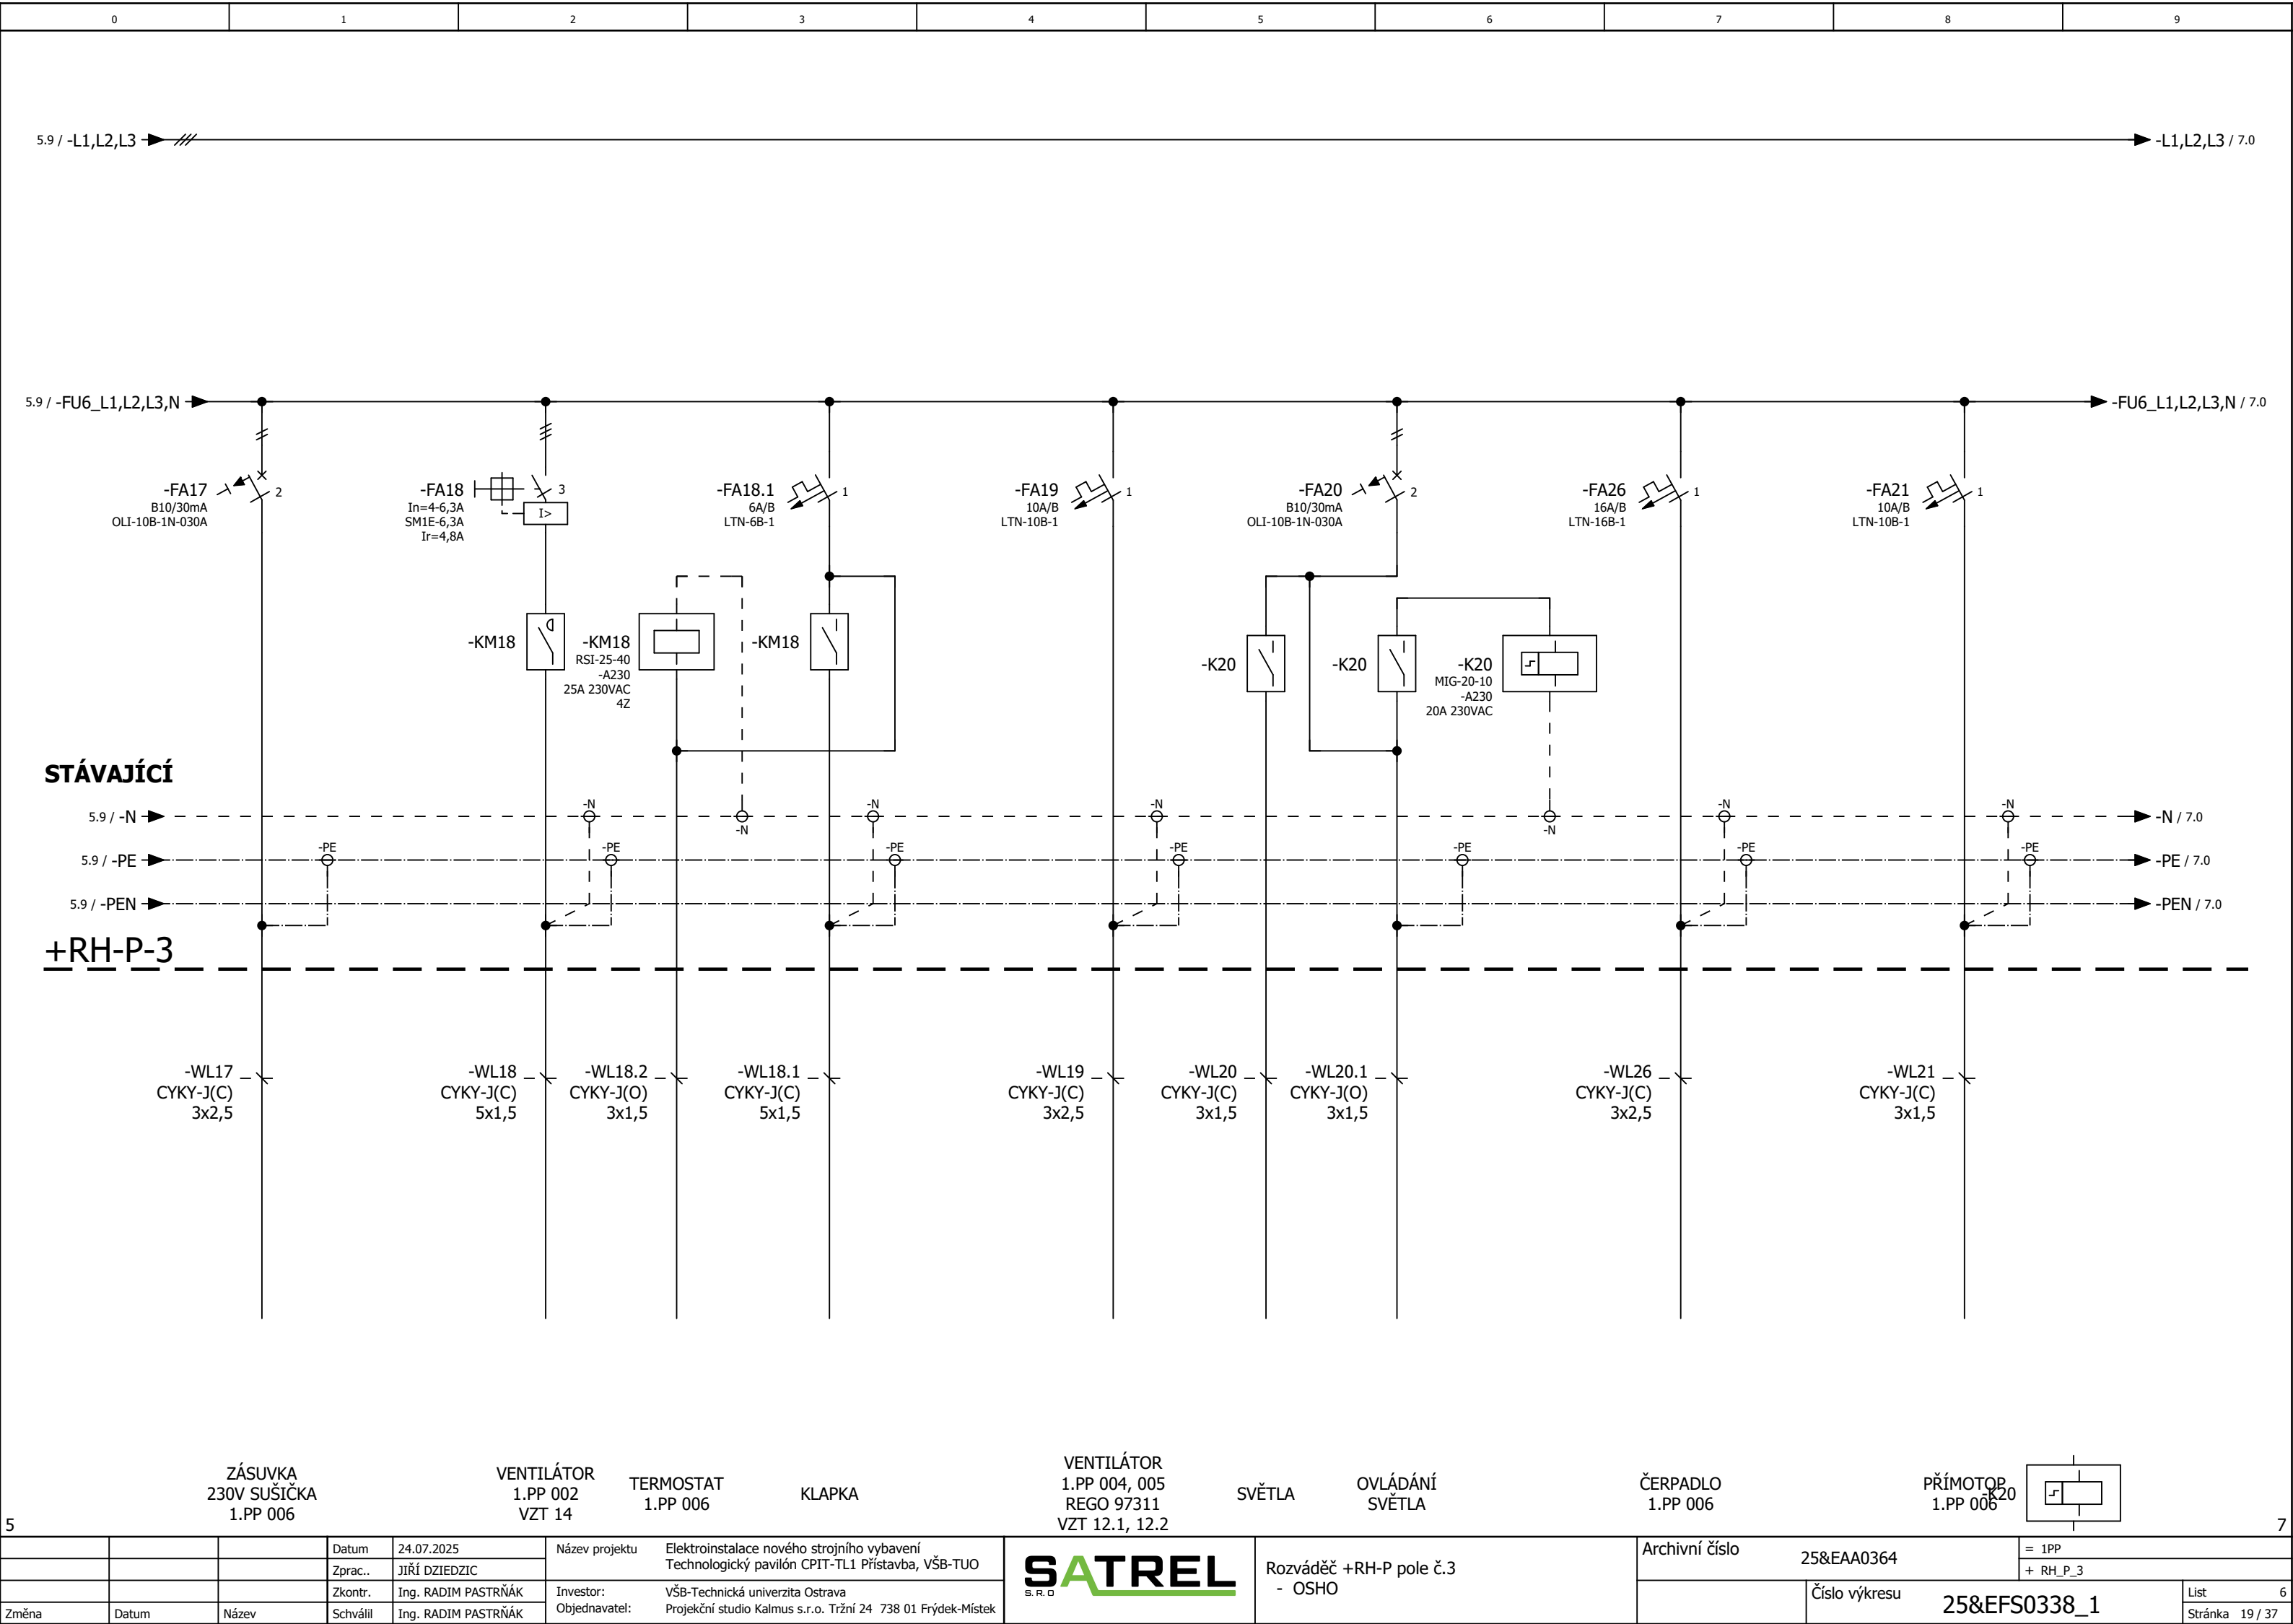 0 1 2 3 4 5 6 7 8 9
5.9 / -L1,L2,L3
-L1,L2,L3 / 7.0
5.9 / -FU6_L1,L2,L3,N
-FU6_L1,L2,L3,N / 7.0
-FA17
B10/30mA
OLI-10B-1N-030A
2
-FA18
In=4-6,3A
SM1E-6,3A
Ir=4,8A
3
I>
-FA18.1
6A/B
LTN-6B-1
1
-FA19
10A/B
LTN-10B-1
1
-FA20
B10/30mA
OLI-10B-1N-030A
2
-FA26
16A/B
LTN-16B-1
1
-FA21
10A/B
LTN-10B-1
1
-KM18
-KM18
RSI-25-40
-A230
25A 230VAC
4Z
-KM18
-K20
-K20
-K20
MIG-20-10
-A230
20A 230VAC
STÁVAJÍCÍ
5.9 / -N
-N
-N
-N
-N
-N
-N
-N
-N / 7.0
5.9 / -PE
-PE
-PE
-PE
-PE
-PE
-PE
-PE
-PE / 7.0
5.9 / -PEN
-PEN / 7.0
+RH-P-3
-WL17
CYKY-J(C)
3x2,5
-WL18
CYKY-J(C)
5x1,5
-WL18.2
CYKY-J(O)
3x1,5
-WL18.1
CYKY-J(C)
5x1,5
-WL19
CYKY-J(C)
3x2,5
-WL20
CYKY-J(C)
3x1,5
-WL20.1
CYKY-J(O)
3x1,5
-WL26
CYKY-J(C)
3x2,5
-WL21
CYKY-J(C)
3x1,5
ZÁSUVKA
230V SUŠIČKA
1.PP 006
VENTILÁTOR
1.PP 002
VZT 14
TERMOSTAT
1.PP 006
KLAPKA
VENTILÁTOR
1.PP 004, 005
REGO 97311
VZT 12.1, 12.2
SVĚTLA
OVLÁDÁNÍ
SVĚTLA
ČERPADLO
1.PP 006
PŘÍMOTOP
1.PP 006
-K20
5
7
Datum 24.07.2025
Zprac.. JIŘÍ DZIEDZIC
Zkontr. Ing. RADIM PASTRŇÁK
Změna Datum Název Schválil Ing. RADIM PASTRŇÁK
Název projektu Elektroinstalace nového strojního vybavení
Technologický pavilón CPIT-TL1 Přístavba, VŠB-TUO
Investor: VŠB-Technická univerzita Ostrava
Objednavatel: Projekční studio Kalmus s.r.o. Tržní 24 738 01 Frýdek-Místek
SATREL
S.R.O
Rozváděč +RH-P pole č.3
- OSHO
Archivní číslo 25&EAA0364
= 1PP
+ RH_P_3
Číslo výkresu 25&EFS0338_1
List 6
Stránka 19 / 37